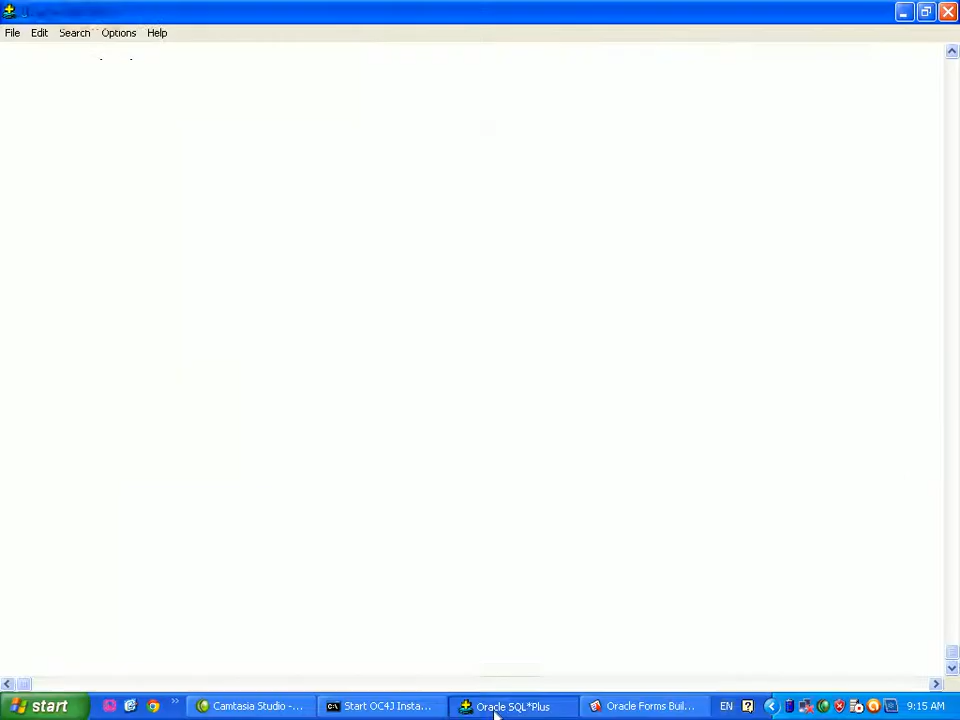 File Edit Search Options Help
start Camtasia Studio -... Start OC4J Insta... Oracle SQL*Plus Oracle Forms Buil... EN 9:15 AM